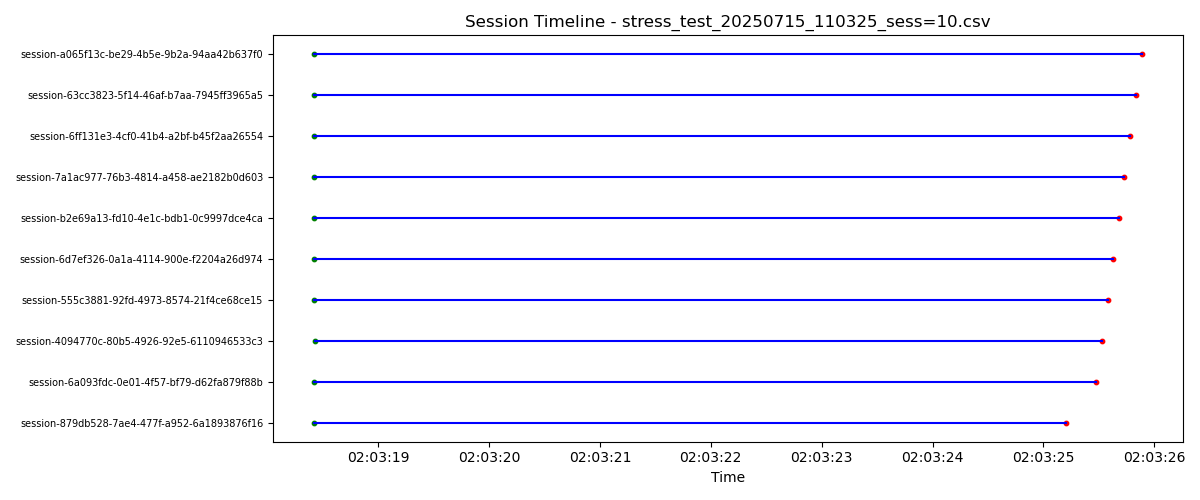 Session Timeline - stress_test_20250715_110325_sess=10.csv
session-a065f13c-be29-4b5e-9b2a-94aa42b637f0
session-63cc3823-5f14-46af-b7aa-7945ff3965a5
session-6ff131e3-4cf0-41b4-a2bf-b45f2aa26554
session-7a1ac977-76b3-4814-a458-ae2182b0d603
session-b2e69a13-fd10-4e1c-bdb1-0c9997dce4ca
session-6d7ef326-0a1a-4114-900e-f2204a26d974
session-555c3881-92fd-4973-8574-21f4ce68ce15
session-4094770c-80b5-4926-92e5-6110946533c3
session-6a093fdc-0e01-4f57-bf79-d62fa879f88b
session-879db528-7ae4-477f-a952-6a1893876f16
02:03:19 02:03:20 02:03:21 02:03:22 02:03:23 02:03:24 02:03:25 02:03:26
Time